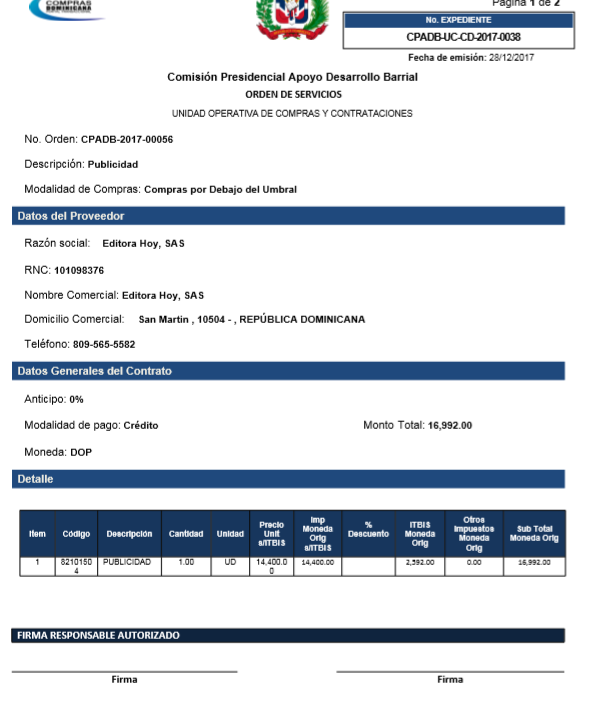 COMPRAS
DOMINICANA
Página 1 de 2
No. EXPEDIENTE
CPADB-UC-CD-2017-0038
Fecha de emisión: 28/12/2017
Comisión Presidencial Apoyo Desarrollo Barrial
ORDEN DE SERVICIOS
UNIDAD OPERATIVA DE COMPRAS Y CONTRATACIONES
No. Orden: CPADB-2017-00056
Descripción: Publicidad
Modalidad de Compras: Compras por Debajo del Umbral
Datos del Proveedor
Razón social: Editora Hoy, SAS
RNC: 101098376
Nombre Comercial: Editora Hoy, SAS
Domicilio Comercial: San Martin , 10504 - , REPÚBLICA DOMINICANA
Teléfono: 809-565-5582
Datos Generales del Contrato
Anticipo: 0%
Modalidad de pago: Crédito Monto Total: 16,992.00
Moneda: DOP
Detalle
Item Código Descripción Cantidad Unidad Precio Unit s/ITBIS Imp Moneda Orig s/ITBIS % Descuento ITBIS Moneda Orig Otros Impuestos Moneda Orig Sub Total Moneda Orig
1 82101504 PUBLICIDAD 1.00 UD 14,400.00 14,400.00 2,592.00 0.00 16,992.00
FIRMA RESPONSABLE AUTORIZADO
Firma Firma